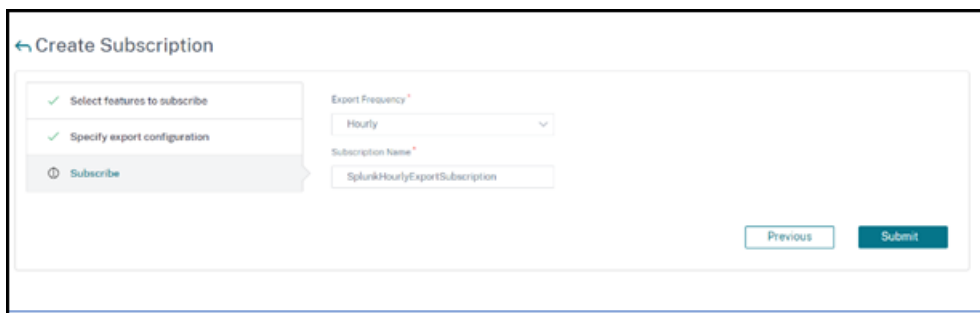 Create Subscription
Select features to subscribe
Specify export configuration
Subscribe
Export Frequency*
Hourly
Subscription Name*
SplunkHourlyExportSubscription
Previous
Submit